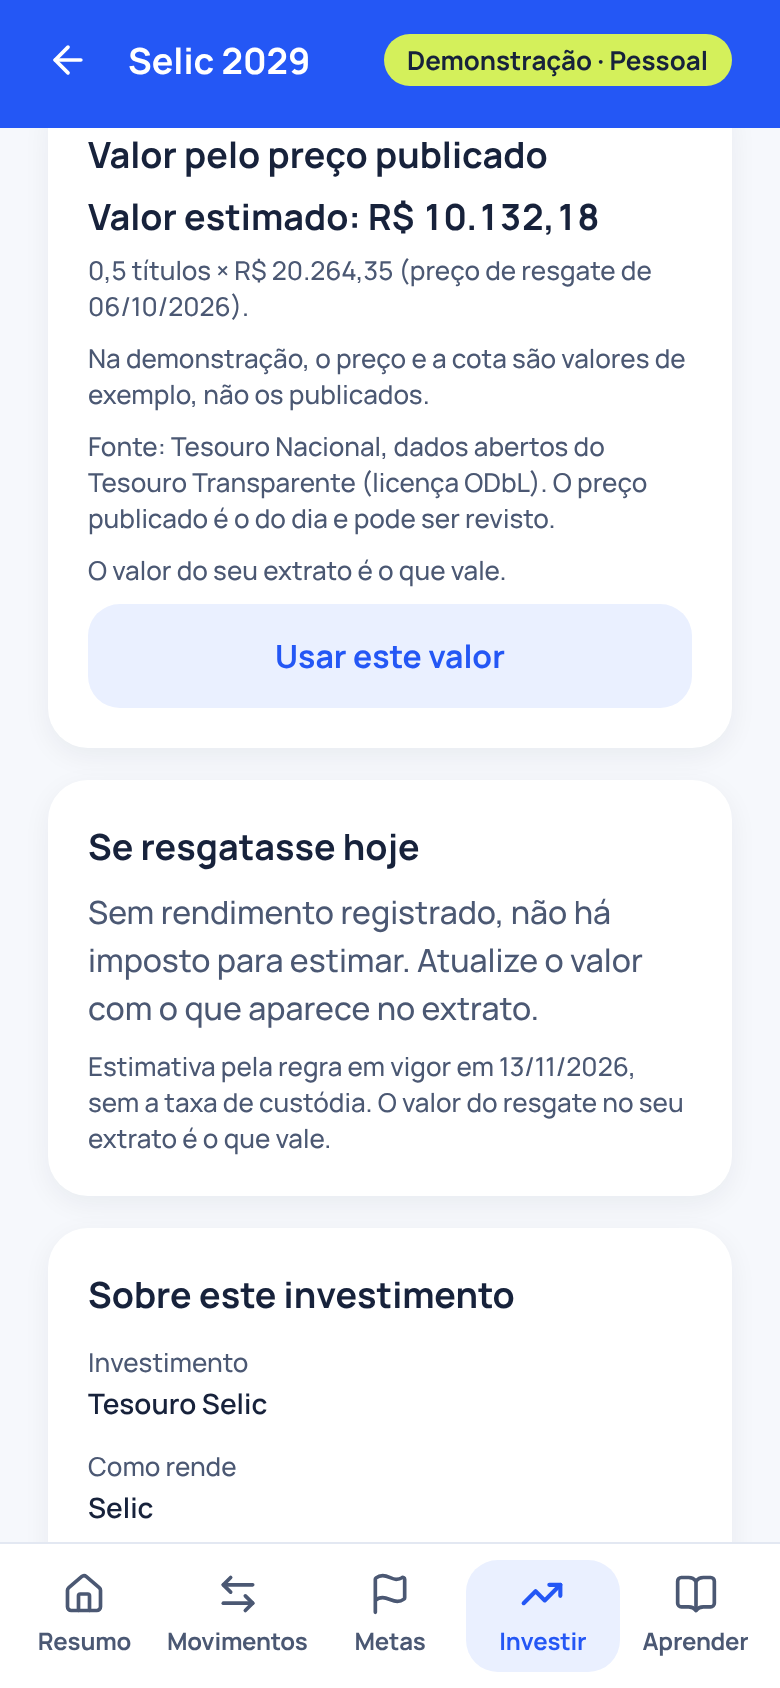 Selic 2029
Demonstração · Pessoal
Valor pelo preço publicado
Valor estimado: R$ 10.132,18
0,5 títulos × R$ 20.264,35 (preço de resgate de
06/10/2026).
Na demonstração, o preço e a cota são valores de
exemplo, não os publicados.
Fonte: Tesouro Nacional, dados abertos do
Tesouro Transparente (licença ODbL). O preço
publicado é o do dia e pode ser revisto.
O valor do seu extrato é o que vale.
Usar este valor
Se resgatasse hoje
Sem rendimento registrado, não há
imposto para estimar. Atualize o valor
com o que aparece no extrato.
Estimativa pela regra em vigor em 13/11/2026,
sem a taxa de custódia. O valor do resgate no seu
extrato é o que vale.
Sobre este investimento
Investimento
Tesouro Selic
Como rende
Selic
Resumo
Movimentos
Metas
Investir
Aprender